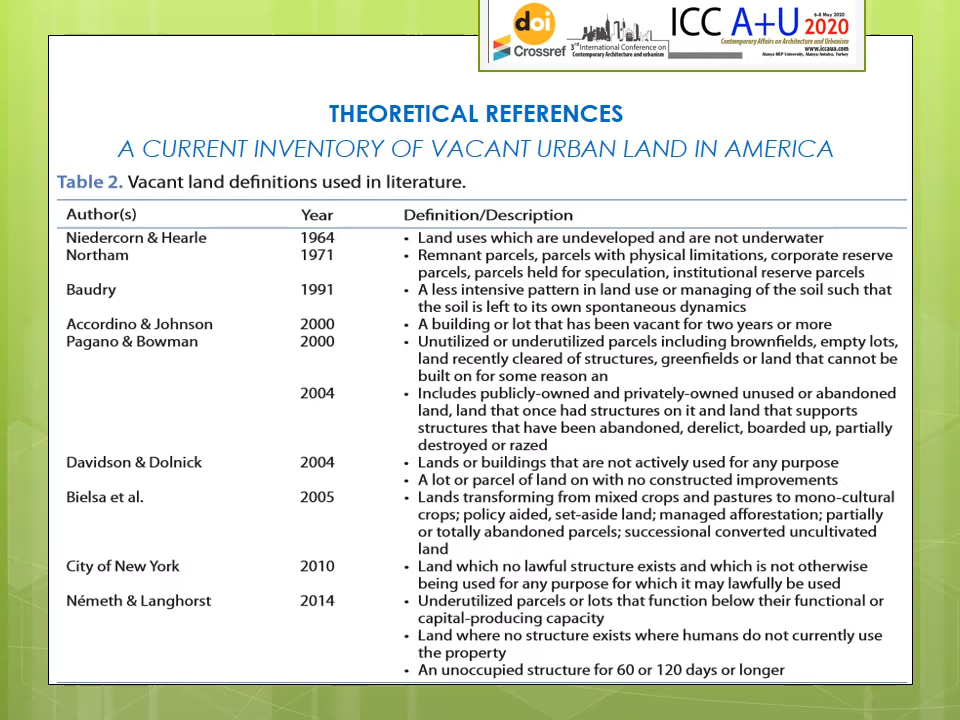 doi
Crossref
3rd International Conference on
Contemporary Architecture and urbanism
ICC A+U 2020
6-8 May 2020
Contemporary Affairs on Architecture and Urbanism
www.iccaua.com
THEORETICAL REFERENCES
A CURRENT INVENTORY OF VACANT URBAN LAND IN AMERICA
Table 2. Vacant land definitions used in literature.
Author(s) Year Definition/Description
Niedercorn & Hearle 1964 • Land uses which are undeveloped and are not underwater
Northam 1971 • Remnant parcels, parcels with physical limitations, corporate reserve
parcels, parcels held for speculation, institutional reserve parcels
Baudry 1991 • A less intensive pattern in land use or managing of the soil such that
the soil is left to its own spontaneous dynamics
Accordino & Johnson 2000 • A building or lot that has been vacant for two years or more
Pagano & Bowman 2000 • Unutilized or underutilized parcels including brownfields, empty lots,
land recently cleared of structures, greenfields or land that cannot be
built on for some reason an
2004 • Includes publicly-owned and privately-owned unused or abandoned
land, land that once had structures on it and land that supports
structures that have been abandoned, derelict, boarded up, partially
destroyed or razed
Davidson & Dolnick 2004 • Lands or buildings that are not actively used for any purpose
• A lot or parcel of land on with no constructed improvements
Bielsa et al. 2005 • Lands transforming from mixed crops and pastures to mono-cultural
crops; policy aided, set-aside land; managed afforestation; partially
or totally abandoned parcels; successional converted uncultivated
land
City of New York 2010 • Land which no lawful structure exists and which is not otherwise
being used for any purpose for which it may lawfully be used
Németh & Langhorst 2014 • Underutilized parcels or lots that function below their functional or
capital-producing capacity
• Land where no structure exists where humans do not currently use
the property
• An unoccupied structure for 60 or 120 days or longer